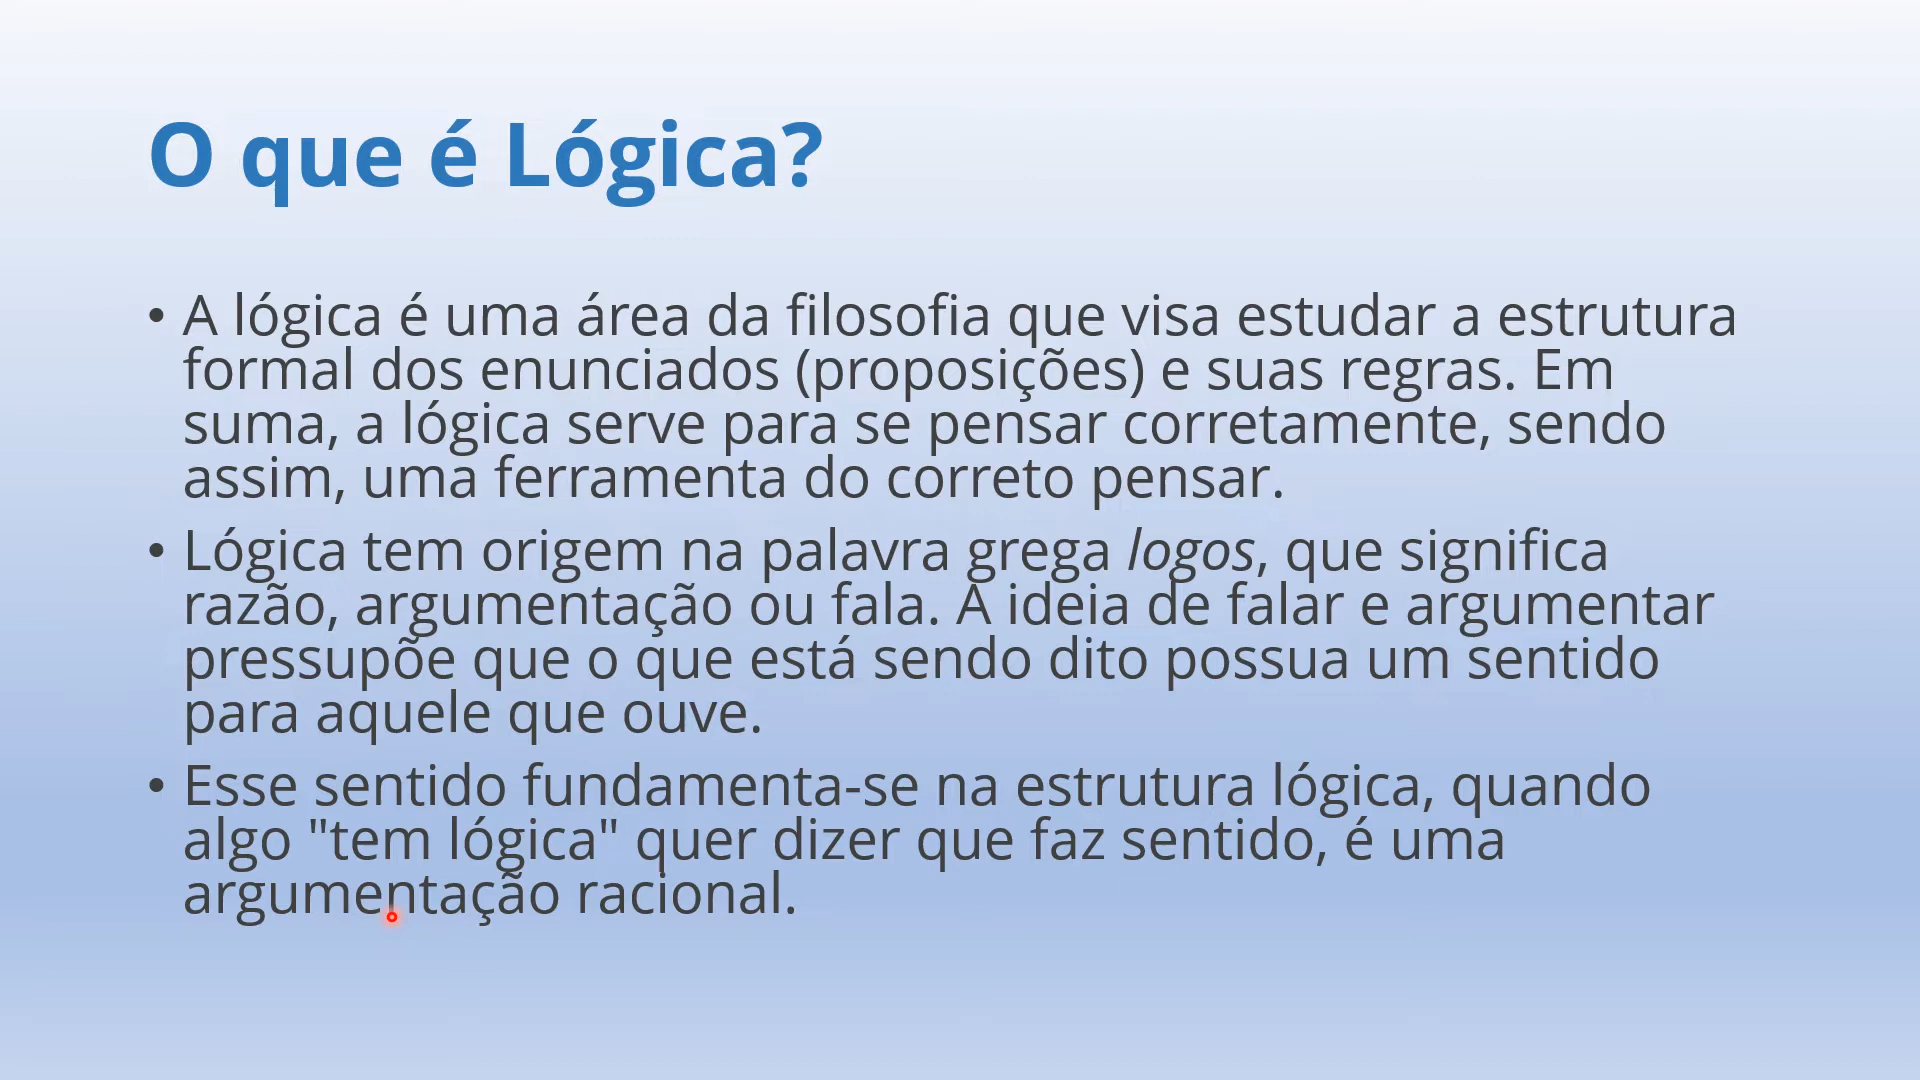 O que é Lógica?
• A lógica é uma área da filosofia que visa estudar a estrutura
formal dos enunciados (proposições) e suas regras. Em
suma, a lógica serve para se pensar corretamente, sendo
assim, uma ferramenta do correto pensar.
• Lógica tem origem na palavra grega logos, que significa
razão, argumentação ou fala. A ideia de falar e argumentar
pressupõe que o que está sendo dito possua um sentido
para aquele que ouve.
• Esse sentido fundamenta-se na estrutura lógica, quando
algo "tem lógica" quer dizer que faz sentido, é uma
argumentação racional.